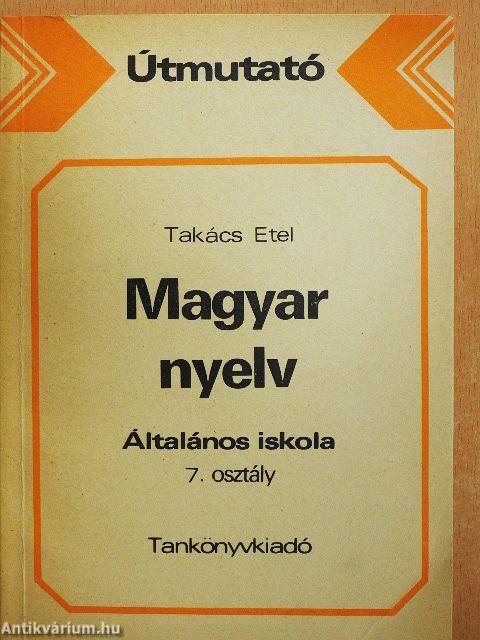 Útmutató
Takács Etel
Magyar
nyelv
Általános iskola
7. osztály
Tankönyvkiadó
Antikvárium.hu